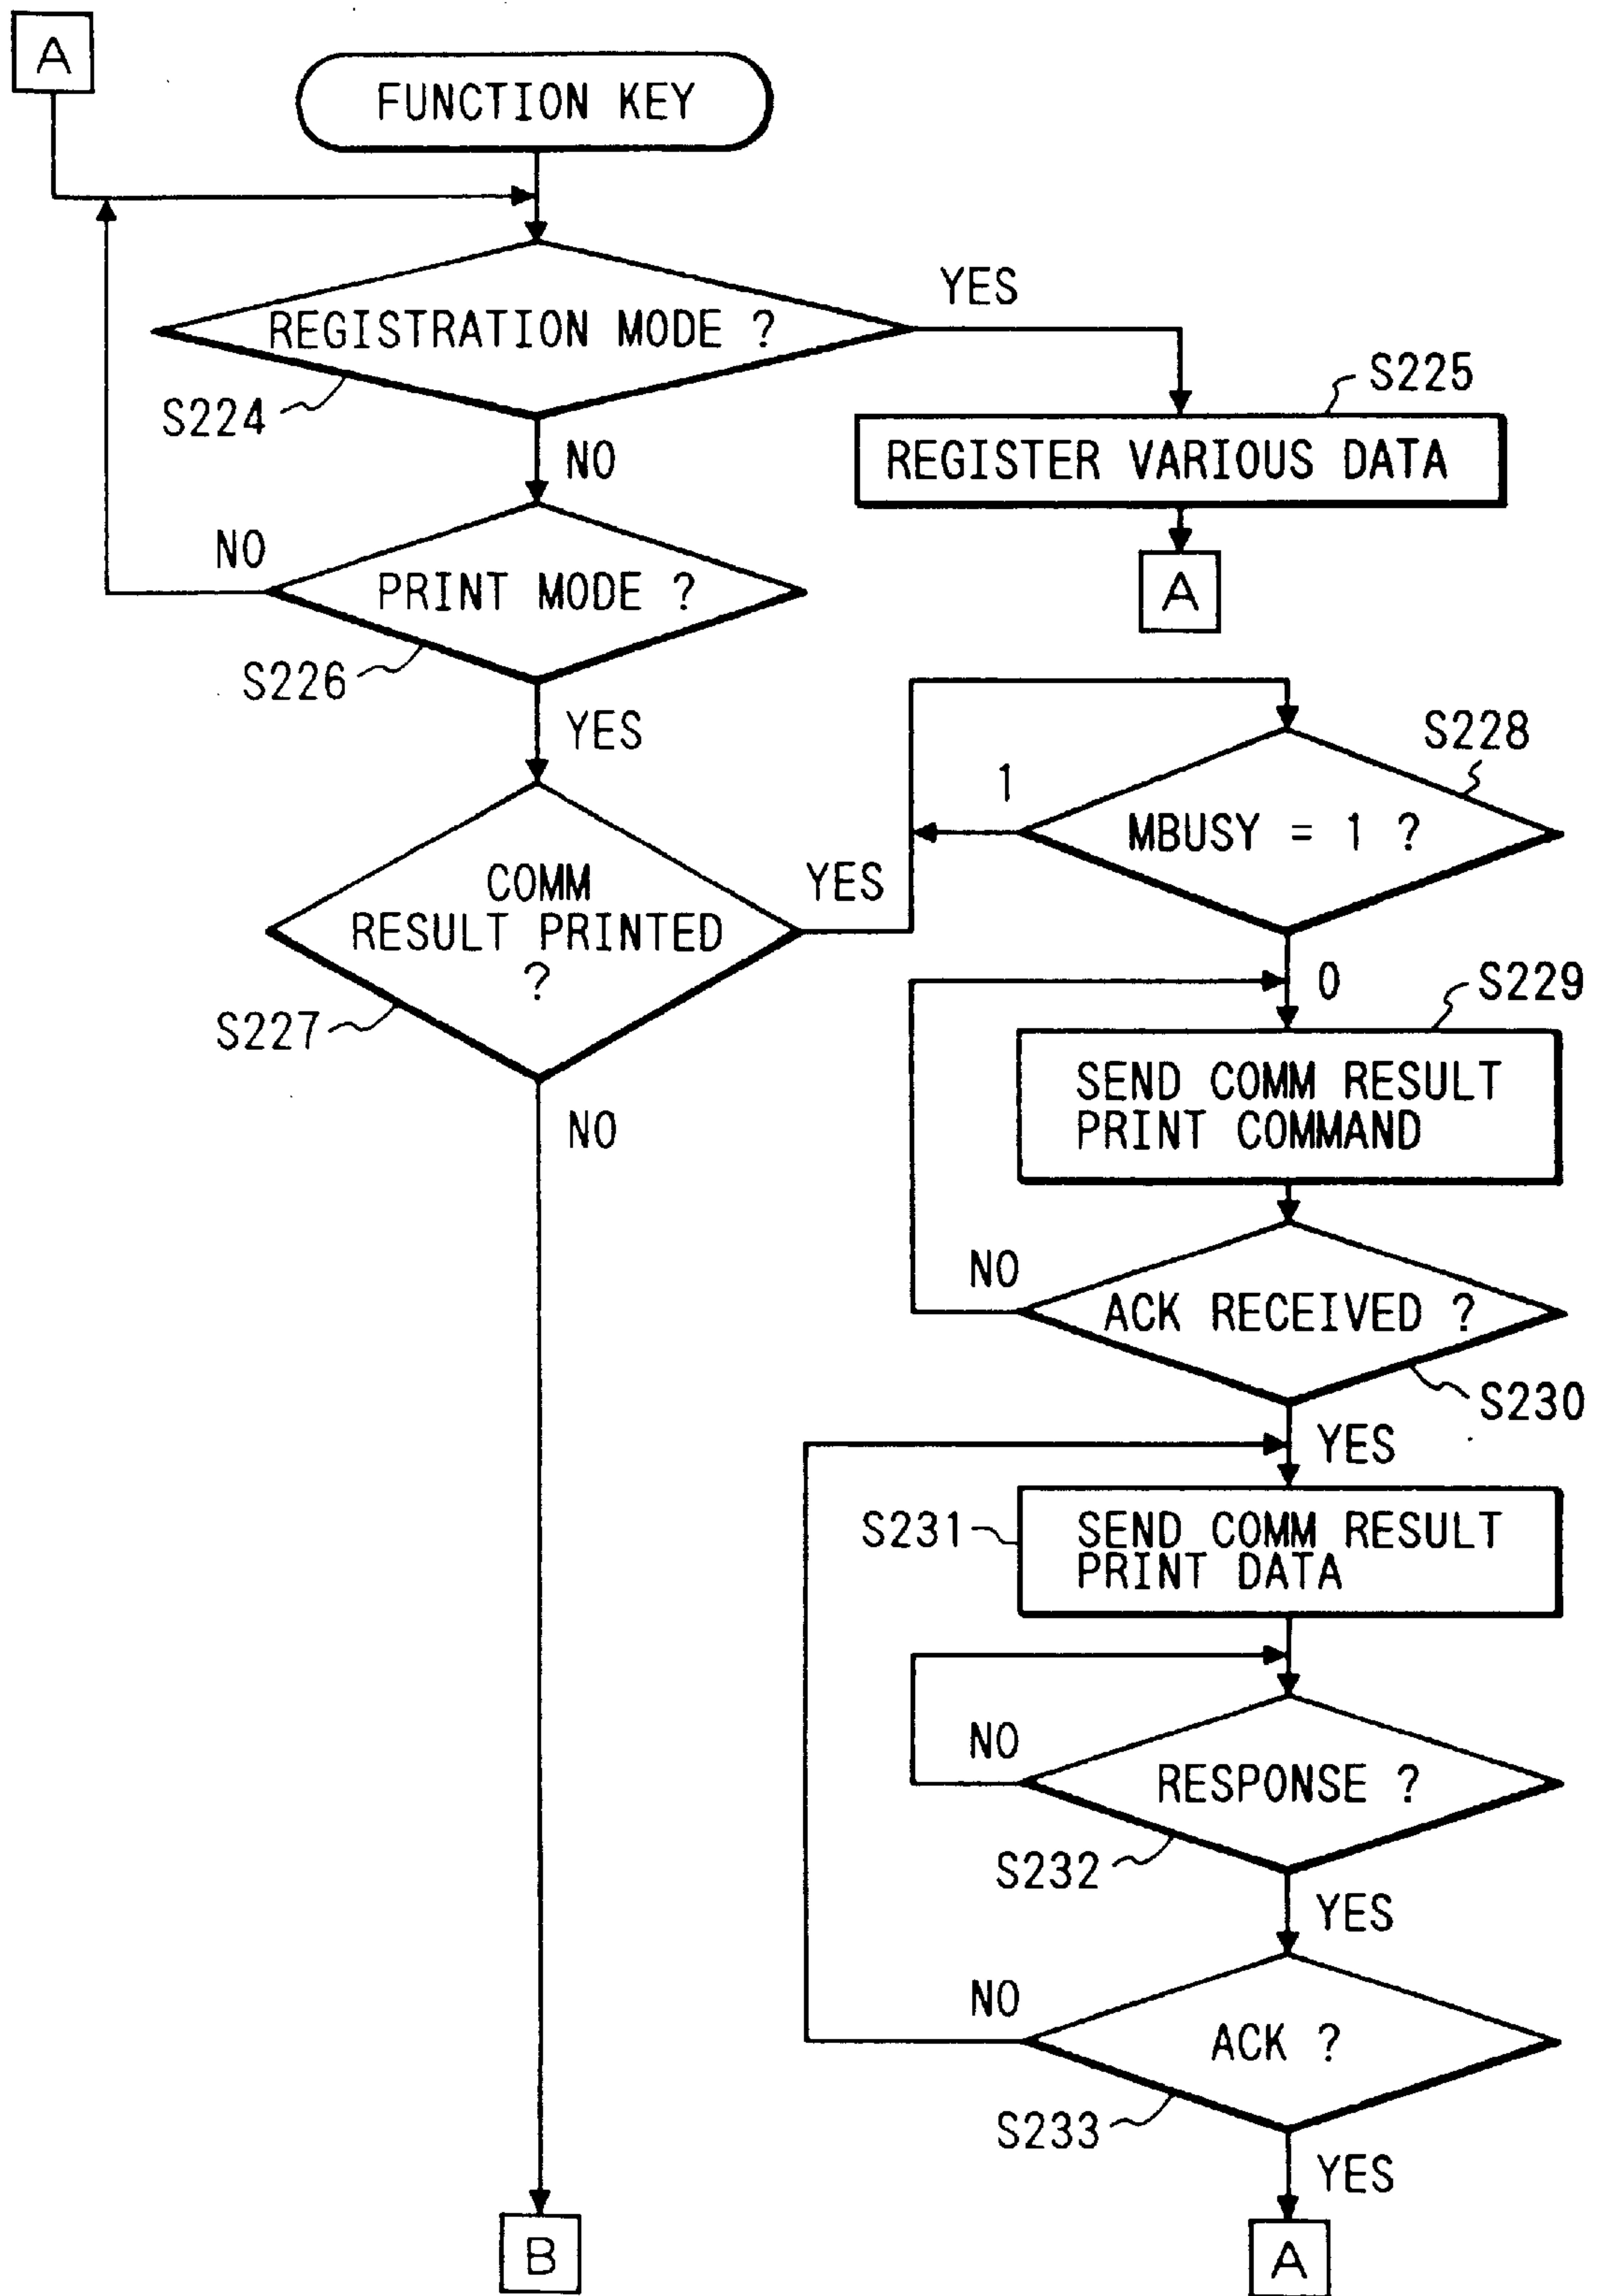 A
FUNCTION KEY
REGISTRATION MODE ?
YES
S224
S225
NO
REGISTER VARIOUS DATA
NO
PRINT MODE ?
A
S226
YES
S228
1
MBUSY = 1 ?
COMM
RESULT PRINTED
?
YES
S227
0
S229
NO
SEND COMM RESULT
PRINT COMMAND
NO
ACK RECEIVED ?
S230
YES
S231
SEND COMM RESULT
PRINT DATA
NO
RESPONSE ?
S232
YES
NO
ACK ?
S233
YES
B
A